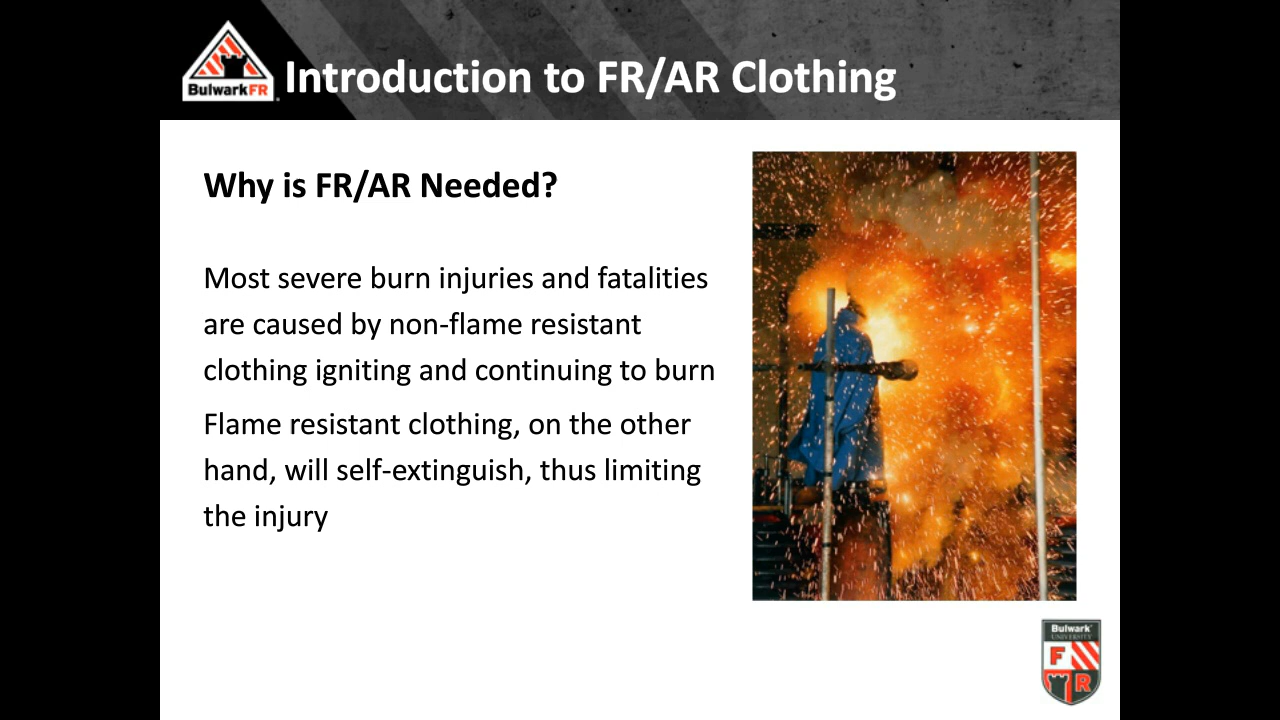 BulwarkFR
Introduction to FR/AR Clothing
Why is FR/AR Needed?
Most severe burn injuries and fatalities
are caused by non-flame resistant
clothing igniting and continuing to burn
Flame resistant clothing, on the other
hand, will self-extinguish, thus limiting
the injury
Bulwark
UNIVERSITY
F
R